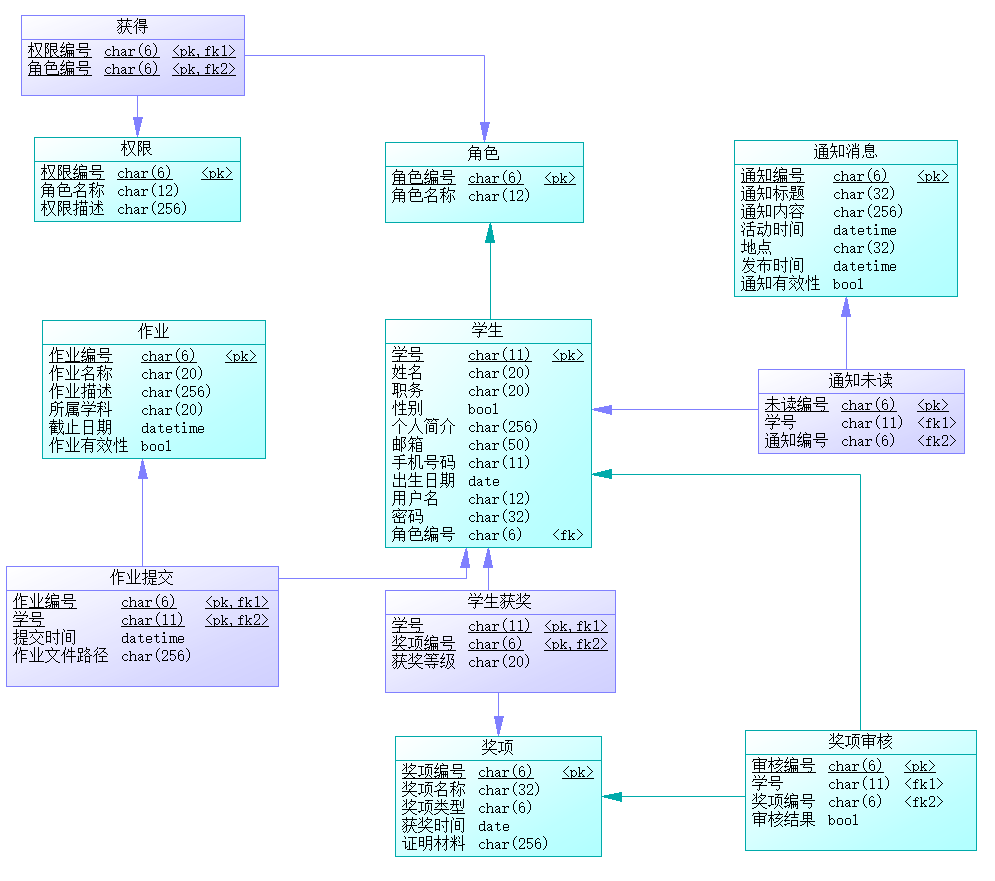 获得
权限编号 char(6) <pk,fk1>
角色编号 char(6) <pk,fk2>
权限
权限编号 char(6) <pk>
角色名称 char(12)
权限描述 char(256)
角色
角色编号 char(6) <pk>
角色名称 char(12)
通知消息
通知编号 char(6) <pk>
通知标题 char(32)
通知内容 char(256)
活动时间 datetime
地点 char(32)
发布时间 datetime
通知有效性 bool
作业
作业编号 char(6) <pk>
作业名称 char(20)
作业描述 char(256)
所属学科 char(20)
截止日期 datetime
作业有效性 bool
学生
学号 char(11) <pk>
姓名 char(20)
职务 char(20)
性别 bool
个人简介 char(256)
邮箱 char(50)
手机号码 char(11)
出生日期 date
用户名 char(12)
密码 char(32)
角色编号 char(6) <fk>
通知未读
未读编号 char(6) <pk>
学号 char(11) <fk1>
通知编号 char(6) <fk2>
作业提交
作业编号 char(6) <pk,fk1>
学号 char(11) <pk,fk2>
提交时间 datetime
作业文件路径 char(256)
学生获奖
学号 char(11) <pk,fk1>
奖项编号 char(6) <pk,fk2>
获奖等级 char(20)
奖项
奖项编号 char(6) <pk>
奖项名称 char(32)
奖项类型 char(6)
获奖时间 date
证明材料 char(256)
奖项审核
审核编号 char(6) <pk>
学号 char(11) <fk1>
奖项编号 char(6) <fk2>
审核结果 bool